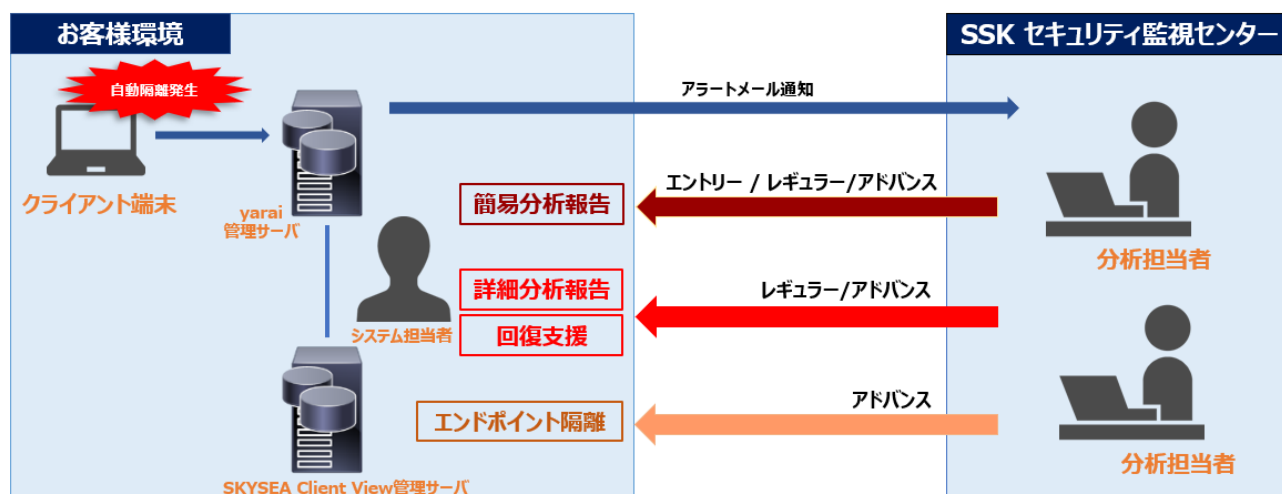 お客様環境
SSK セキュリティ監視センター
自動隔離発生
アラートメール通知
クライアント端末
yarai
管理サーバ
エントリー / レギュラー/アドバンス
簡易分析報告
分析担当者
詳細分析報告
レギュラー/アドバンス
回復支援
システム担当者
アドバンス
エンドポイント隔離
分析担当者
SKYSEA Client View管理サーバ